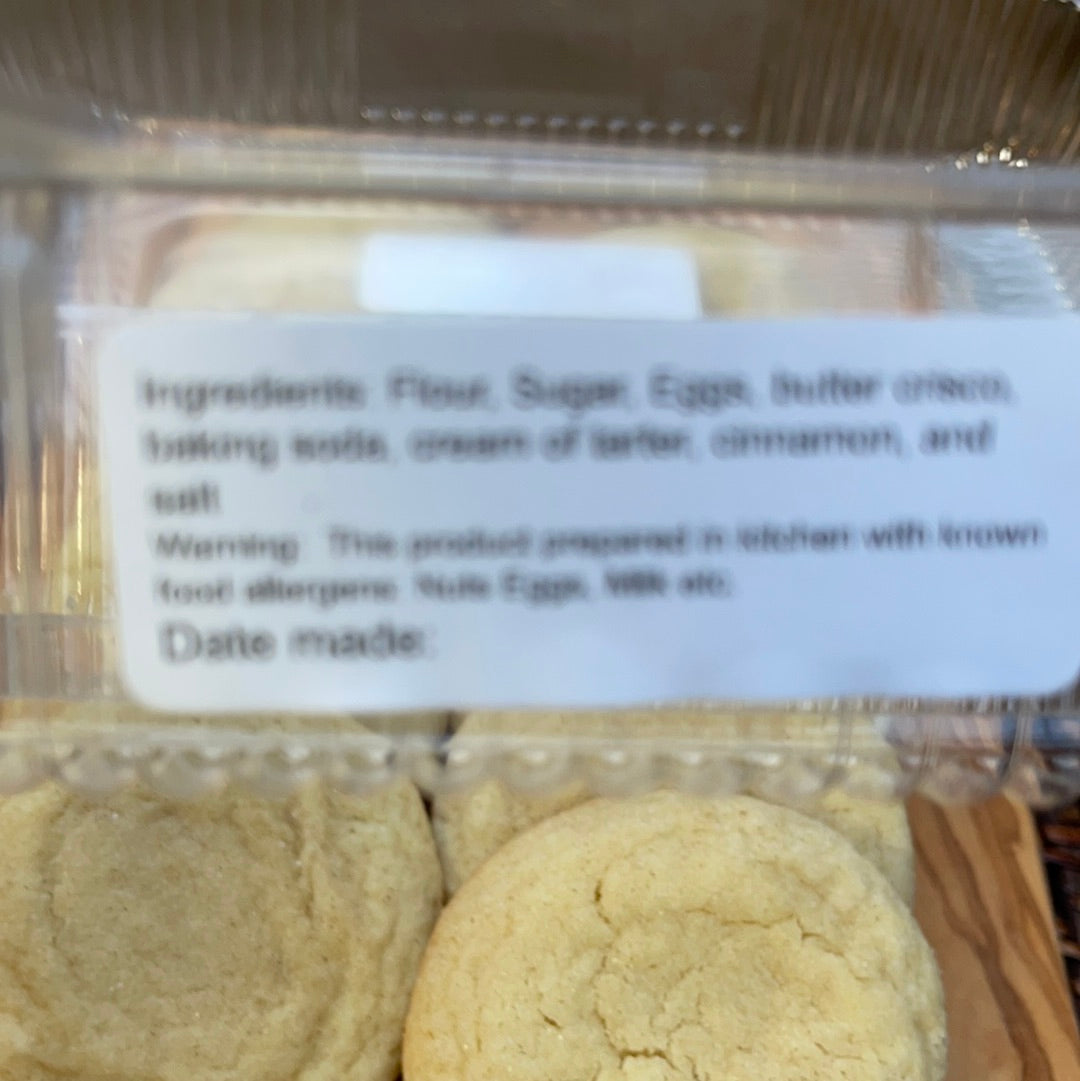 Ingredients: Flour, Sugar, Eggs, butter crisco,
baking soda, cream of tarter, cinnamon, and
salt
Warning: This product prepared in kitchen with known
food allergens: Nuts Eggs, Milk etc.
Date made: